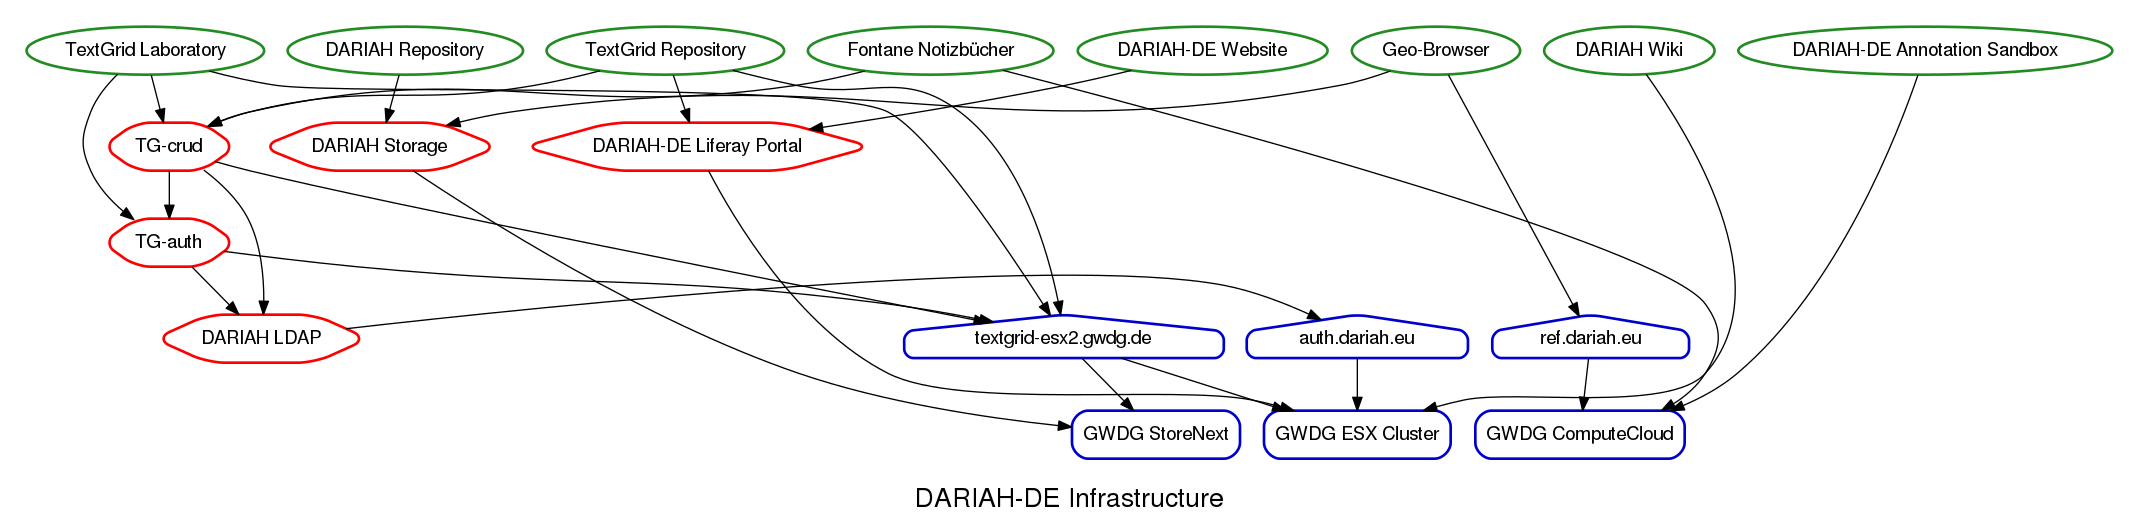 TextGrid Laboratory
DARIAH Repository
TextGrid Repository
Fontane Notizbücher
DARIAH-DE Website
Geo-Browser
DARIAH Wiki
DARIAH-DE Annotation Sandbox
TG-crud
DARIAH Storage
DARIAH-DE Liferay Portal
TG-auth
DARIAH LDAP
textgrid-esx2.gwdg.de
auth.dariah.eu
ref.dariah.eu
GWDG StoreNext
GWDG ESX Cluster
GWDG ComputeCloud
DARIAH-DE Infrastructure